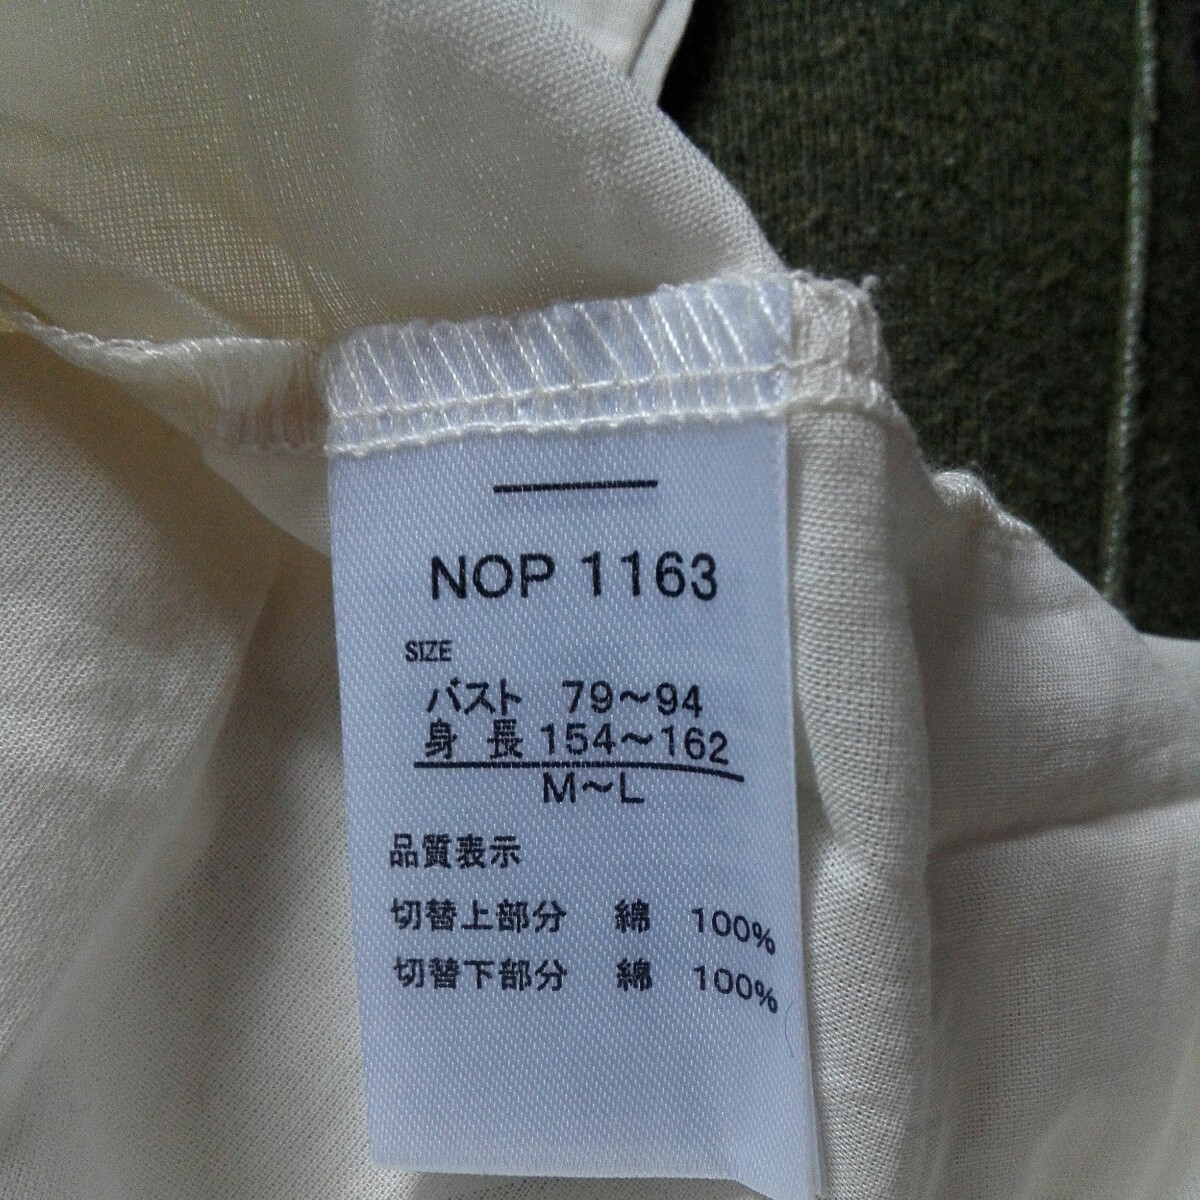 NOP 1163
SIZE
バスト 79～94
身長 154～162
M～L
品質表示
切替上部分 綿 100%
切替下部分 綿 100%